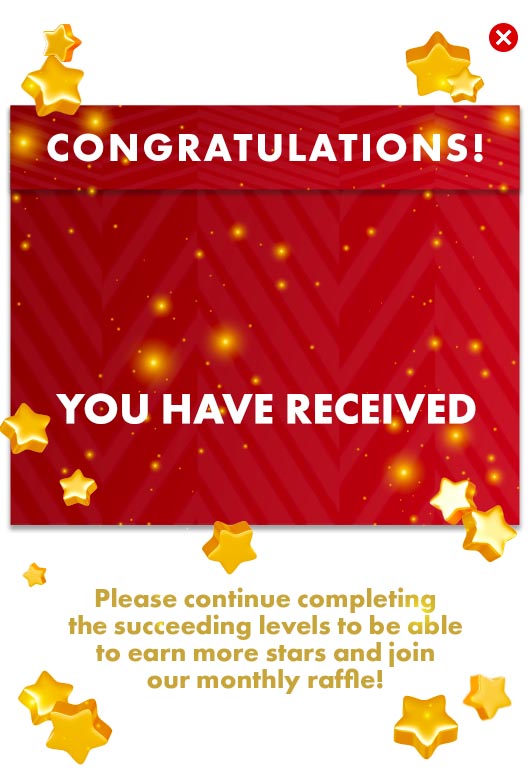 CONGRATULATIONS!
YOU HAVE RECEIVED
Please continue completing
the succeeding levels to be able
to earn more stars and join
our monthly raffle!